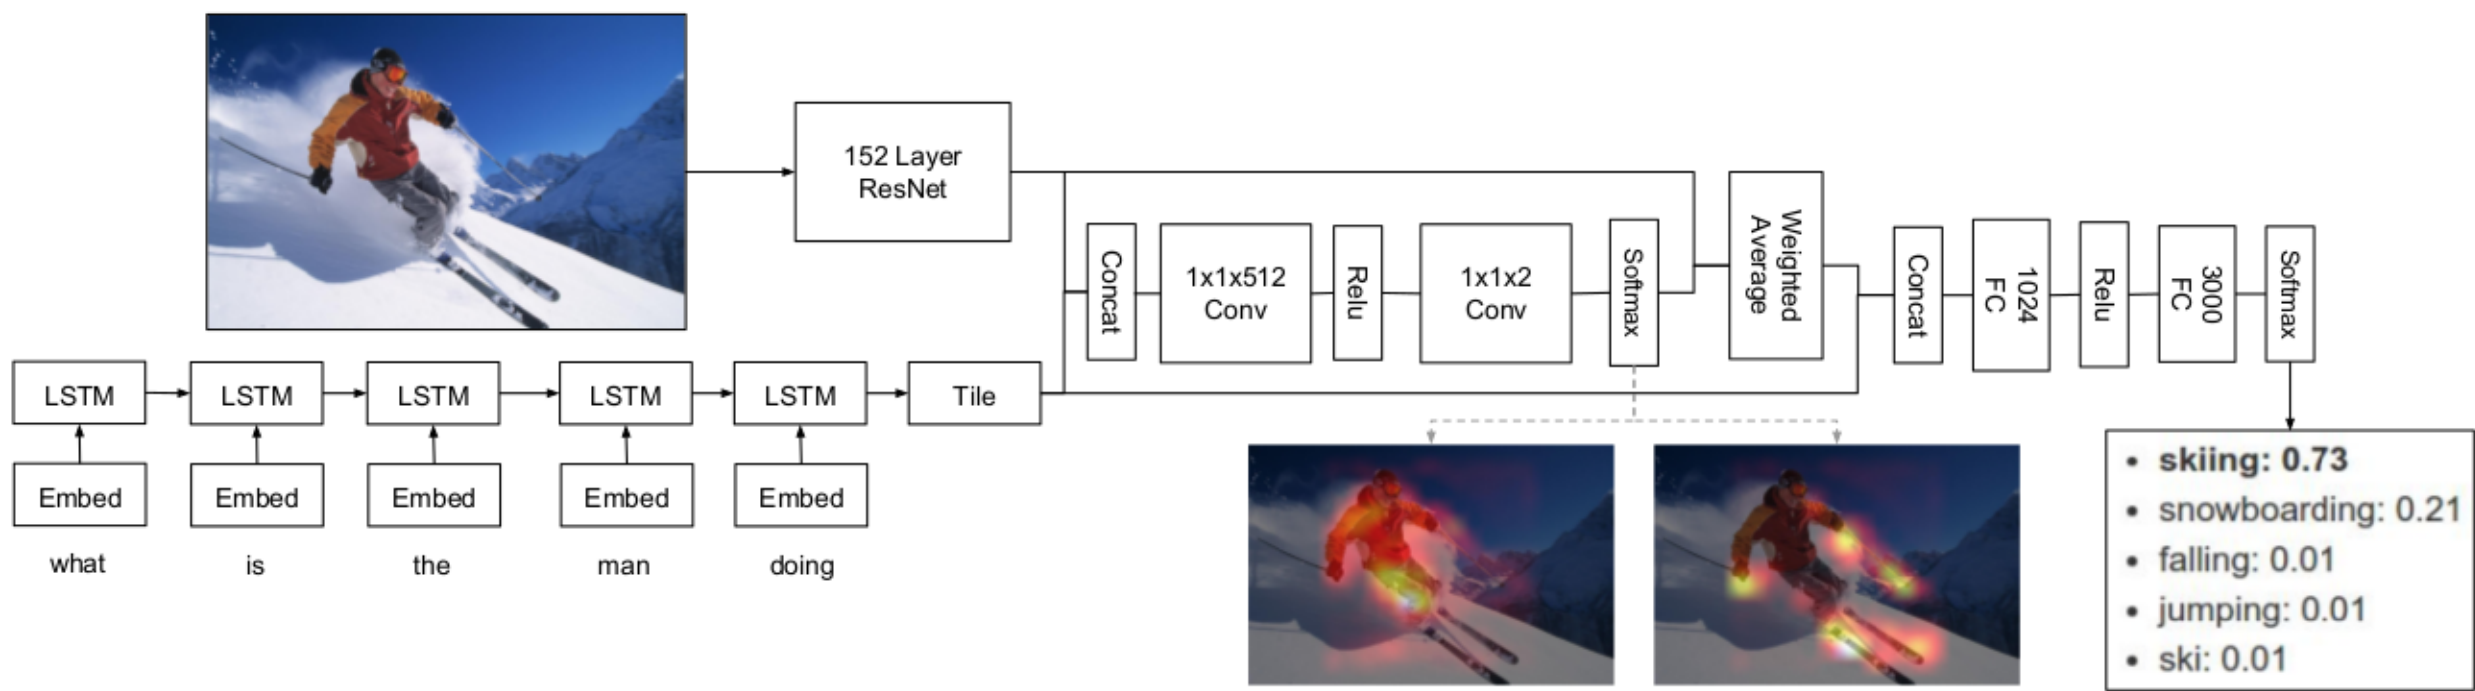 152 Layer
ResNet
Concat
1x1x512
Conv
Relu
1x1x2
Conv
Softmax
Weighted
Average
Concat
1024
FC
Relu
3000
FC
Softmax
LSTM
LSTM
LSTM
LSTM
LSTM
Tile
Embed
Embed
Embed
Embed
Embed
what
is
the
man
doing
• skiing: 0.73
• snowboarding: 0.21
• falling: 0.01
• jumping: 0.01
• ski: 0.01